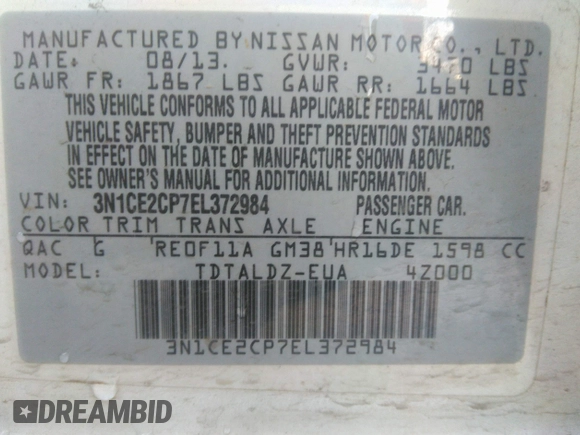 MANUFACTURED BY NISSAN MOTOR CO., LTD.
DATE: 08/13. GVWR: 3470 LBS
GAWR FR: 1867 LBS GAWR RR: 1664 LBS
THIS VEHICLE CONFORMS TO ALL APPLICABLE FEDERAL MOTOR
VEHICLE SAFETY, BUMPER AND THEFT PREVENTION STANDARDS
IN EFFECT ON THE DATE OF MANUFACTURE SHOWN ABOVE.
SEE OWNER'S MANUAL FOR ADDITIONAL INFORMATION.
VIN: 3N1CE2CP7EL372984 PASSENGER CAR.
COLOR TRIM TRANS AXLE ENGINE
QAC G RE0F11A GM38 HR16DE 1598 CC
MODEL: TDTALDZ-EUA 4Z000
3N1CE2CP7EL372984
DREAMBID